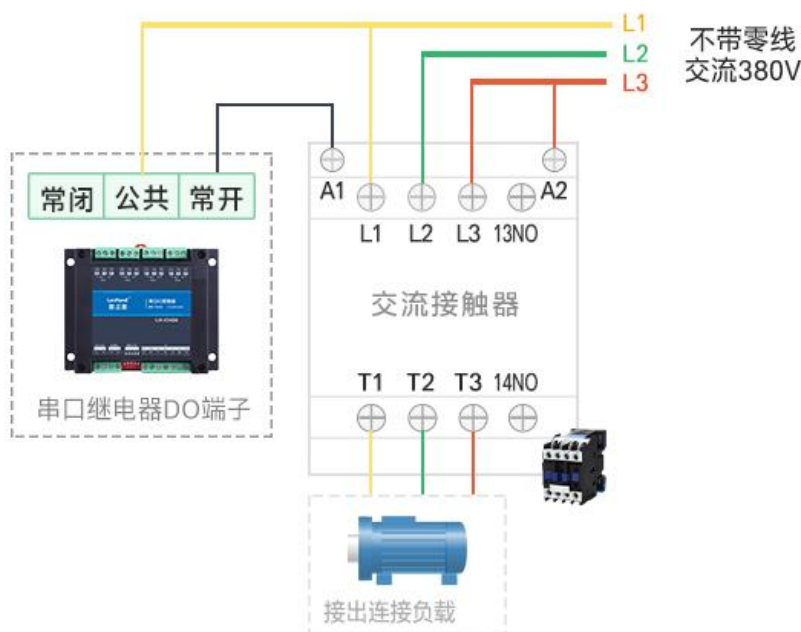 L1
L2
L3
不带零线
交流380V
常闭 公共 常开
A1
A2
L1 L2 L3 13NO
交流接触器
T1 T2 T3 14NO
串口继电器DO端子
接出连接负载